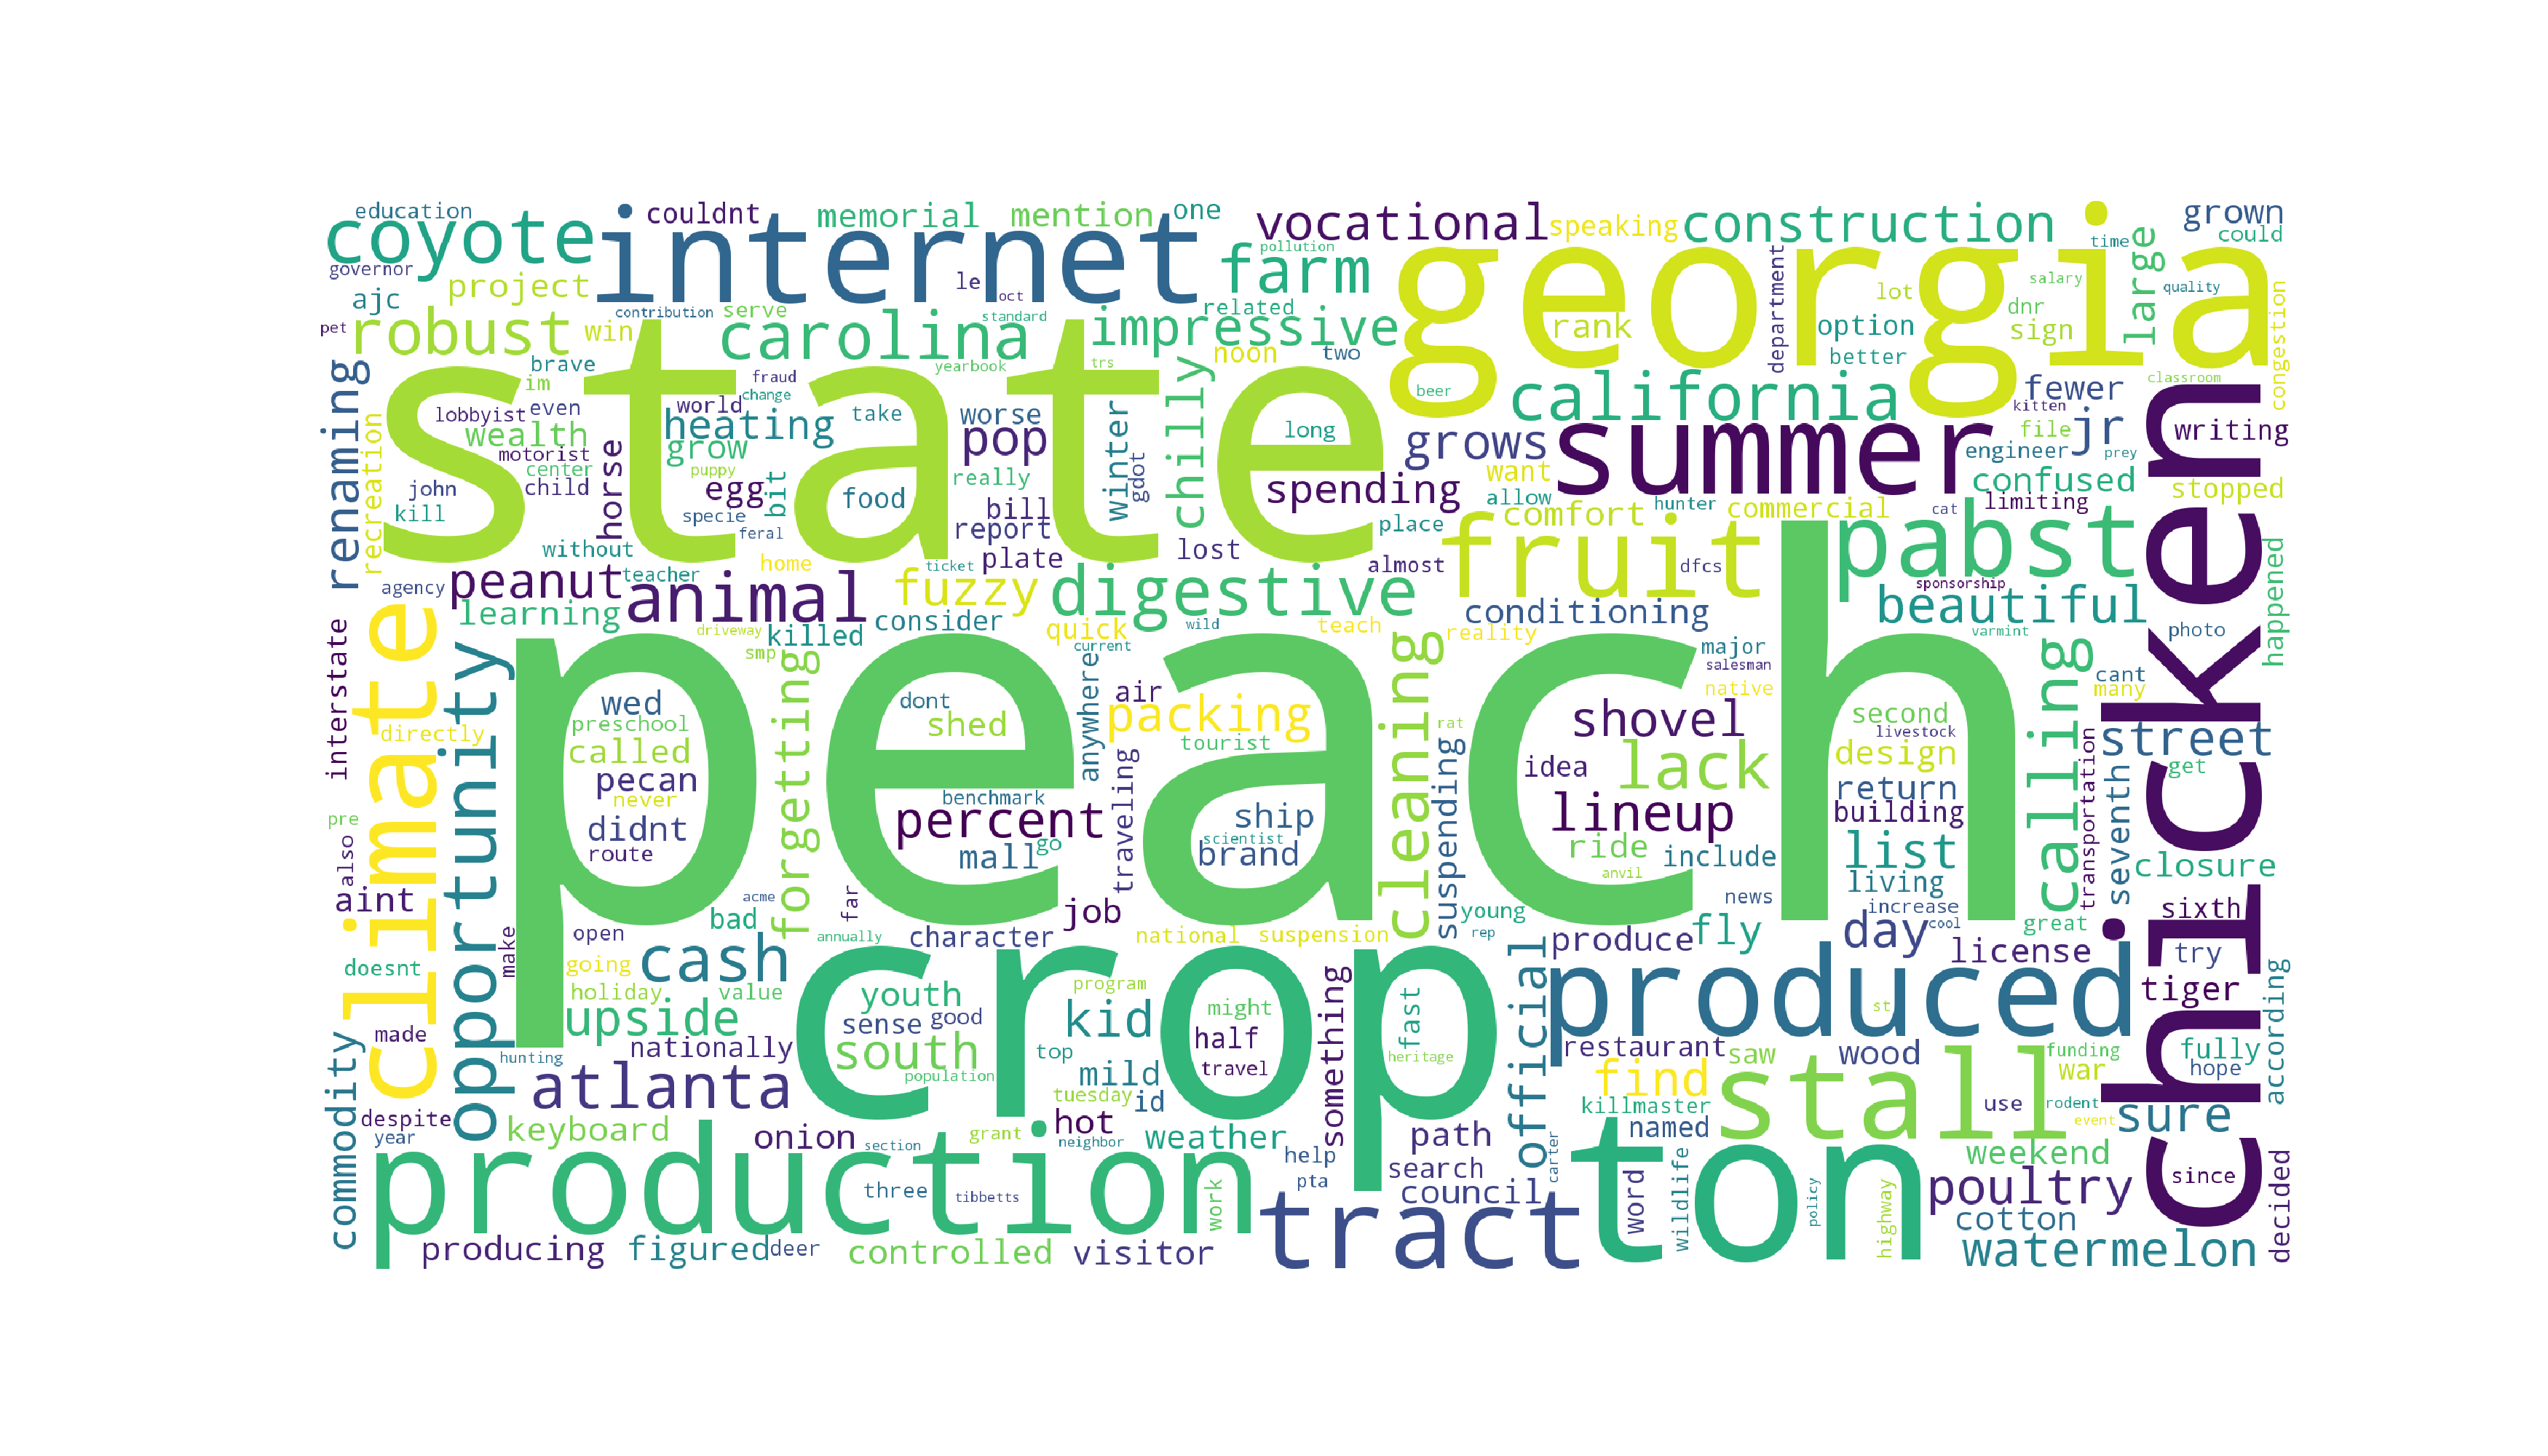 education
coyote
internet
couldnt
memorial
mention
one
vocational
speaking
construction
grown
could
time
governor
ajc
project
le
oct
pollution
farm
georgia
large
quality
pet
robust
win
contribution
serve
carolina
standard
impressive
related
rank
department
lot
option
salary
dnr
sign
better
congestion
renaming
recreation
brave
im
state
fraud
change
yearbook
trs
noon
two
chilly
beer
california
fewer
classroom
kitten
chicken
lobbyist
even
wealth
motorist
center
john
child
kill
world
heating
grow
puppy
take
worse
pop
winter
gdot
long
grows
summer
file
jr
writing
engineer
prey
horse
egg
bit
food
really
bill
report
spending
want
allow
hunter
comfort
commercial
confused
limiting
stopped
specie
feral
without
home
plate
lost
place
almost
fruit
dfcs
cat
pabst
sponsorship
happened
agency
peanut
teacher
animal
fuzzy
ticket
digestive
beautiful
learning
killed
consider
quick
wild
teach
conditioning
reality
varmint
photo
interstate
climate
opportunity
driveway
smp
current
major
salesman
native
peach
cleaning
calling
cant
many
wed
preschool
called
pecan
never
didnt
route
directly
forgetting
dont
shed
anywhere
air
packing
tourist
rat
shovel
lack
idea
lineup
second
livestock
design
return
building
transportation
street
get
seventh
benchmark
percent
mall
go
traveling
ship
scientist
brand
suspending
ride
include
anvil
list
living
closure
pre
also
aint
acme
bad
far
job
young
rep
news
increase
cool
great
sixth
make
open
cash
annually
character
national
suspension
official
produce
fly
day
license
try
doesnt
going
holiday
value
crop
youth
program
kid
might
fast
produced
st
tiger
according
commodity
made
upside
sense
good
something
half
hunting
nationally
south
top
travel
heritage
restaurant
saw
wood
funding
fully
population
mild
find
stall
war
hope
despite
year
atlanta
tuesday
id
killmaster
use
rodent
event
sure
keyboard
onion
section
grant
hot
neighbor
weather
path
named
weekend
production
three
tibbetts
work
help
pta
search
council
carter
ton
word
wildlife
policy
highway
poultry
since
decided
cotton
producing
figured
deer
controlled
visitor
tract
watermelon